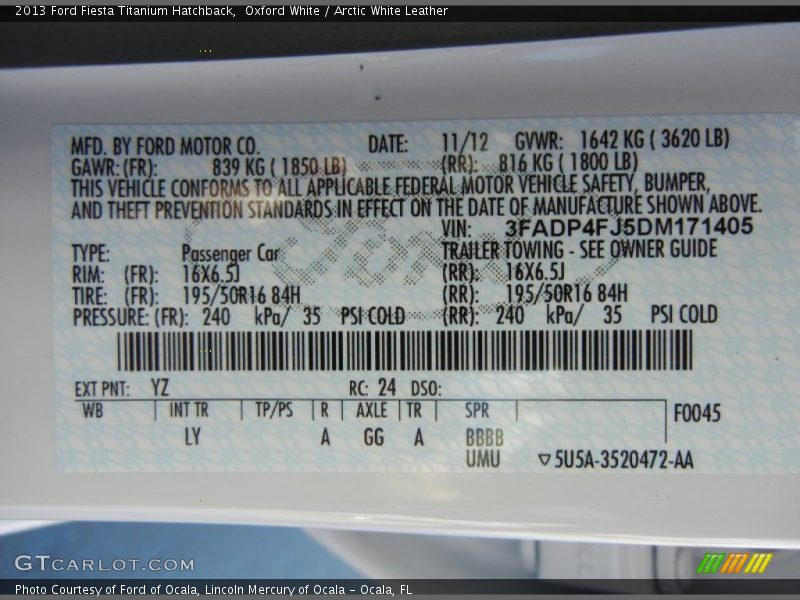 2013 Ford Fiesta Titanium Hatchback,  Oxford White / Arctic White Leather
MFD. BY FORD MOTOR CO. DATE: 11/12 GVWR: 1642 KG ( 3620 LB)
GAWR: (FR): 839 KG ( 1850 LB) (RR): 816 KG ( 1800 LB)
THIS VEHICLE CONFORMS TO ALL APPLICABLE FEDERAL MOTOR VEHICLE SAFETY, BUMPER,
AND THEFT PREVENTION STANDARDS IN EFFECT ON THE DATE OF MANUFACTURE SHOWN ABOVE.
VIN: 3FADP4FJ5DM171405
TYPE: Passenger Car TRAILER TOWING - SEE OWNER GUIDE
RIM: (FR): 16X6.5J (RR): 16X6.5J
TIRE: (FR): 195/50R16 84H (RR): 195/50R16 84H
PRESSURE: (FR): 240 kPa/ 35 PSI COLD (RR): 240 kPa/ 35 PSI COLD
EXT PNT: YZ RC: 24 DSO:
WB INT TR TP/PS R AXLE TR SPR F0045
LY A GG A BBBB
UMU ▽5U5A-3520472-AA
Ford
GTCARLOT.COM
Photo Courtesy of Ford of Ocala, Lincoln Mercury of Ocala – Ocala, FL